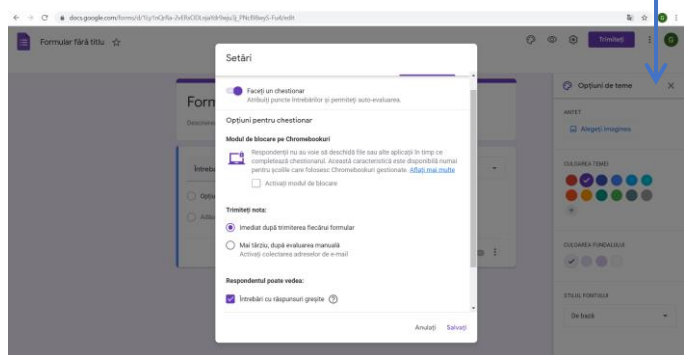 docs.google.com/forms/d/
Formular fără titlu
Trimiteți
G
Setări
Faceți un chestionar
Atribuiți puncte întrebărilor și permiteți auto-evaluarea.
Opțiuni pentru chestionar
Modul de blocare pe Chromebookuri
Respondenții nu au voie să deschidă file sau alte aplicații în timp ce
completează chestionarul. Această caracteristică este disponibilă numai
pentru școlile care folosesc Chromebookuri gestionate. Aflați mai multe
Activați modul de blocare
Trimiteți nota:
Imediat după trimiterea fiecărui formular
Mai târziu, după evaluarea manuală
Activați colectarea adreselor de e-mail
Respondentul poate vedea:
Întrebări cu răspunsuri greșite
Anulați Salvați
Form
Întreb
Opțiu
Opțiuni de teme
ANTET
Alegeți imaginea
CULOAREA TEMEI
CULOAREA FUNDALULUI
STILUL FONTULUI
De bază